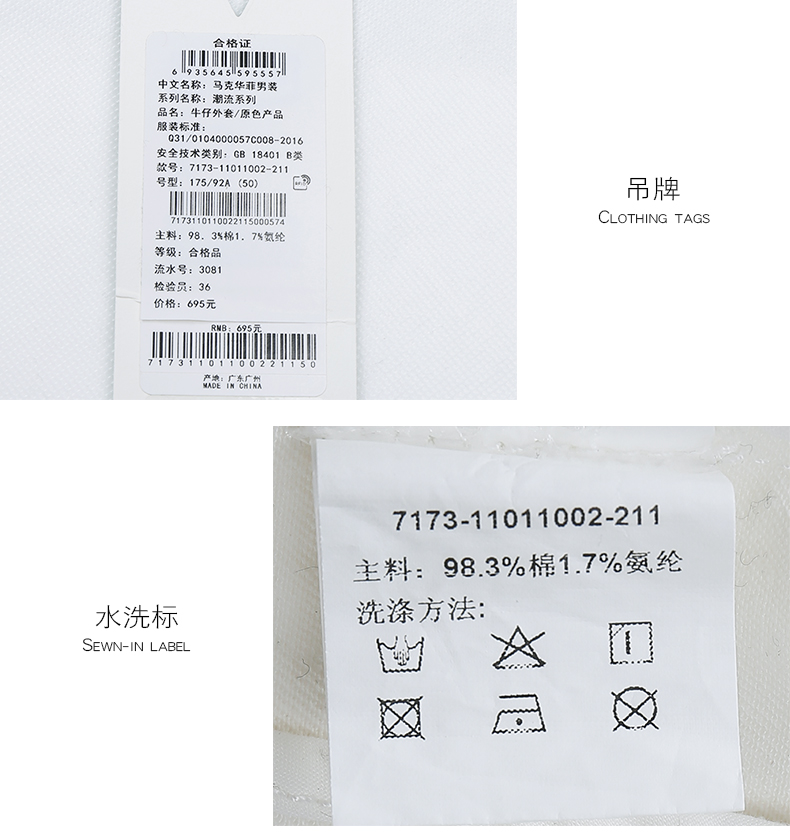 合格证
6 935645 595557
中文名称：马克华菲男装
系列名称：潮流系列
品名：牛仔外套/原色产品
服装标准：
Q31/0104000057C008-2016
安全技术类别：GB 18401 B类
款号：7173-11011002-211
号型：175/92A (50)
7173110110022115000574
主料：98.3%棉1.7%氨纶
等级：合格品
流水号：3081
检验员：36
价格：695元
RMB：695元
71731101100221150
产地：广东广州
MADE IN CHINA
吊牌
CLOTHING TAGS
7173-11011002-211
主料：98.3%棉1.7%氨纶
洗涤方法:
水洗标
SEWN-IN LABEL